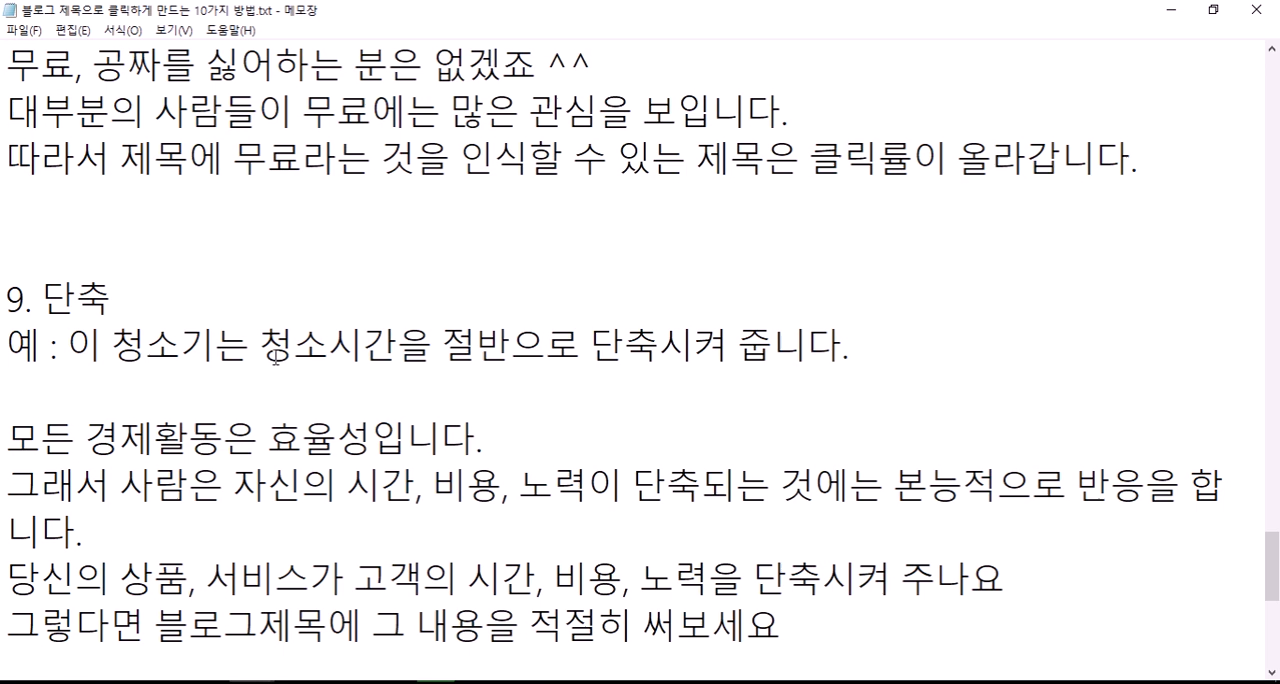 블로그 제목으로 클릭하게 만드는 10가지 방법.txt - 메모장
파일(F) 편집(E) 서식(O) 보기(V) 도움말(H)
무료, 공짜를 싫어하는 분은 없겠죠 ^^
대부분의 사람들이 무료에는 많은 관심을 보입니다.
따라서 제목에 무료라는 것을 인식할 수 있는 제목은 클릭률이 올라갑니다.
9. 단축
예 : 이 청소기는 청소시간을 절반으로 단축시켜 줍니다.
모든 경제활동은 효율성입니다.
그래서 사람은 자신의 시간, 비용, 노력이 단축되는 것에는 본능적으로 반응을 합
니다.
당신의 상품, 서비스가 고객의 시간, 비용, 노력을 단축시켜 주나요
그렇다면 블로그제목에 그 내용을 적절히 써보세요